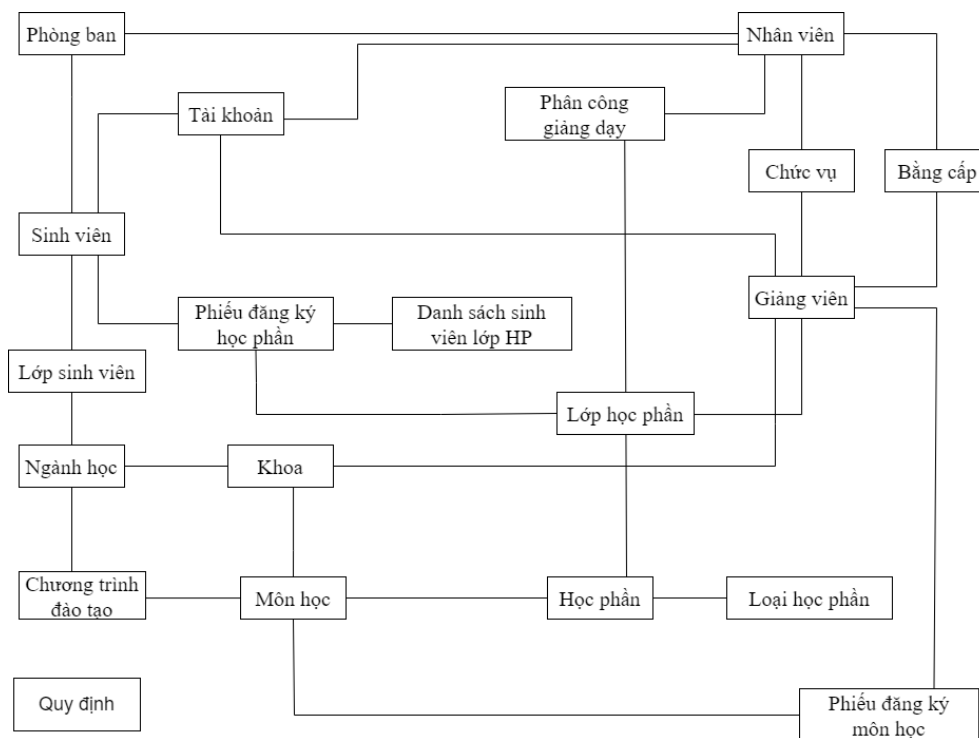 Phòng ban
Nhân viên
Tài khoản
Phân công
giảng dạy
Chức vụ
Bằng cấp
Sinh viên
Giảng viên
Phiếu đăng ký
học phần
Danh sách sinh
viên lớp HP
Lớp sinh viên
Lớp học phần
Ngành học
Khoa
Chương trình
đào tạo
Môn học
Học phần
Loại học phần
Quy định
Phiếu đăng ký
môn học